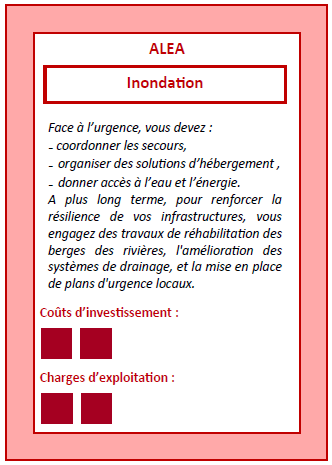 ALEA
Inondation
Face à l’urgence, vous devez :
- coordonner les secours,
- organiser des solutions d’hébergement ,
- donner accès à l’eau et l’énergie.
A plus long terme, pour renforcer la
résilience de vos infrastructures, vous
engagez des travaux de réhabilitation des
berges des rivières, l'amélioration des
systèmes de drainage, et la mise en place
de plans d'urgence locaux.
Coûts d’investissement :
Charges d’exploitation :